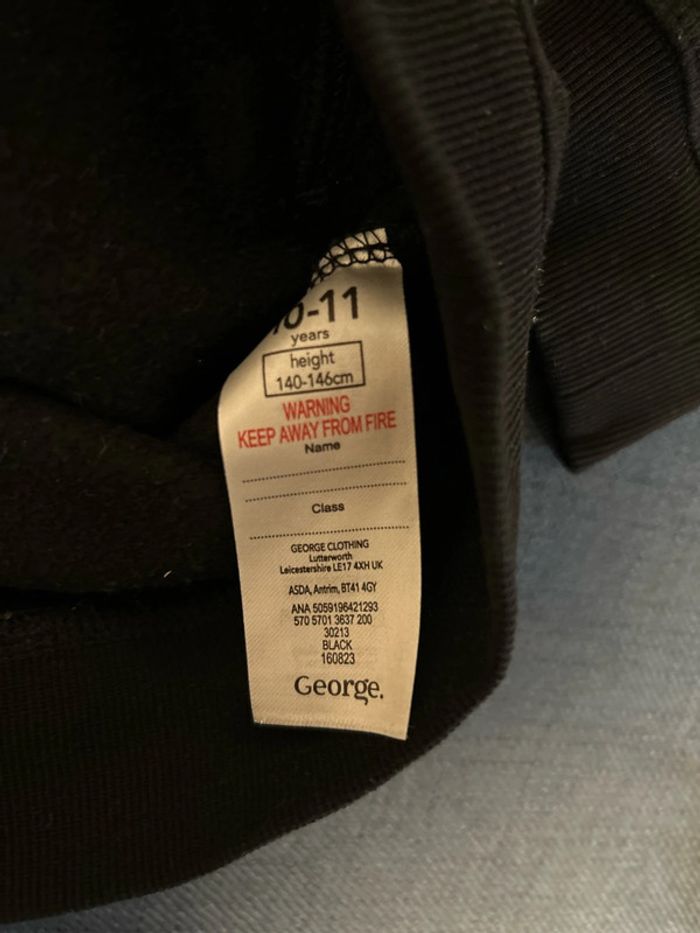 10-11
years
height
140-146cm
WARNING
KEEP AWAY FROM FIRE
Name
Class
GEORGE CLOTHING
Lutterworth
Leicestershire LE17 4XH UK
ASDA, Antrim, BT41 4GY
ANA 5059196421293
570 5701 3637 200
30213
BLACK
160823
George.